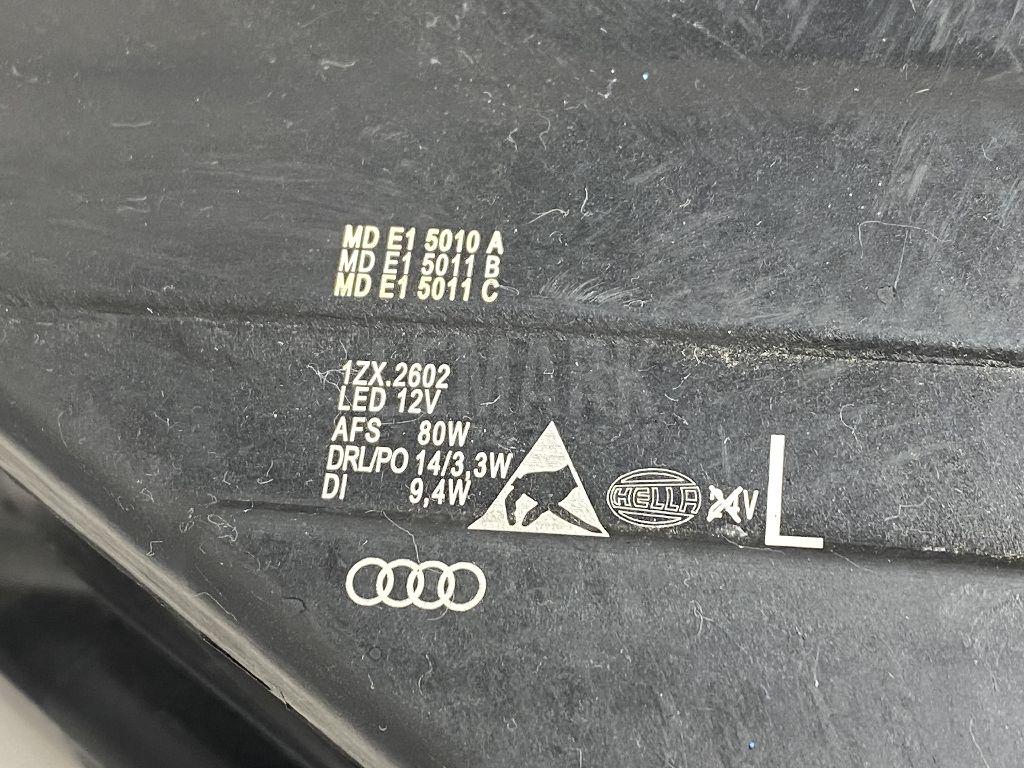 MD E1 5010 A
MD E1 5011 B
MD E1 5011 C
1ZX.2602
LED 12V
AFS 80W
DRL/PO 14/3,3W
DI 9,4W
HELLA
24V
L